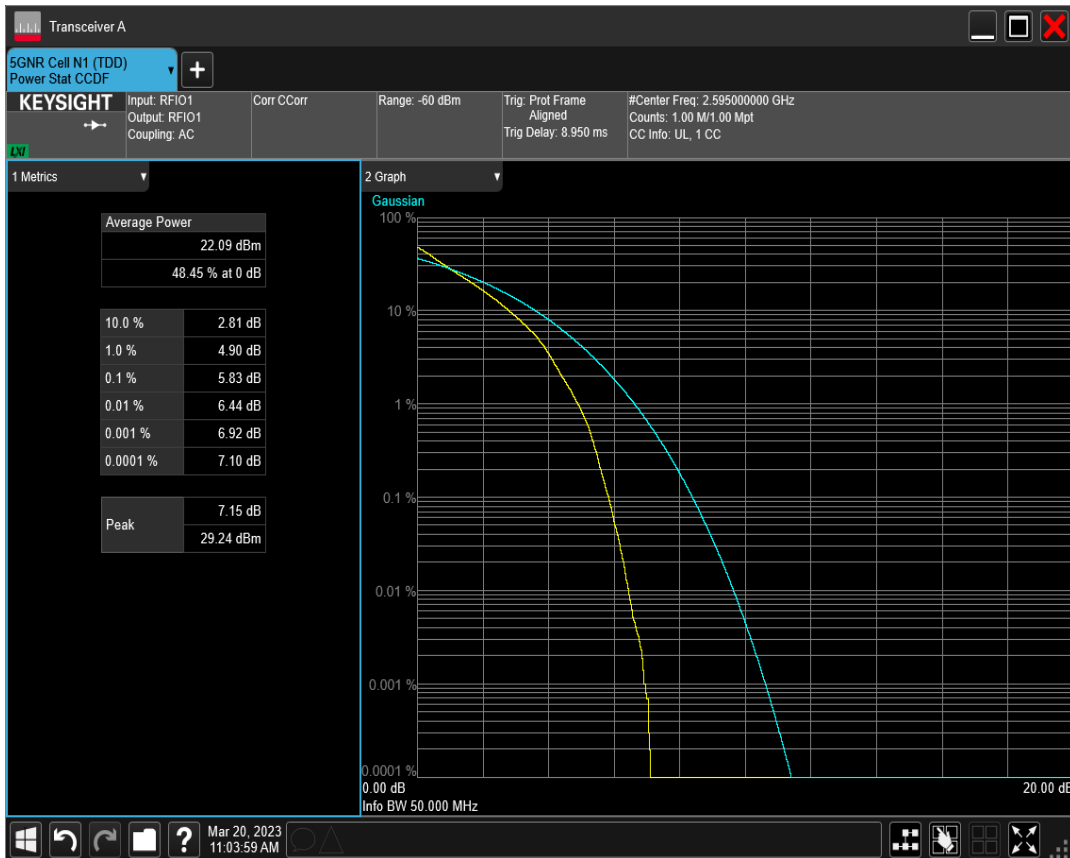 Transceiver A
5GNR Cell N1 (TDD)
Power Stat CCDF
+
KEYSIGHT
LXI
Input: RFIO1
Output: RFIO1
Coupling: AC
Corr CCorr
Range: -60 dBm
Trig: Prot Frame
Aligned
Trig Delay: 8.950 ms
#Center Freq: 2.595000000 GHz
Counts: 1.00 M/1.00 Mpt
CC Info: UL, 1 CC
1 Metrics
Average Power
22.09 dBm
48.45 % at 0 dB
10.0 % 2.81 dB
1.0 % 4.90 dB
0.1 % 5.83 dB
0.01 % 6.44 dB
0.001 % 6.92 dB
0.0001 % 7.10 dB
Peak 7.15 dB
29.24 dBm
2 Graph
Gaussian
100 %
10 %
1 %
0.1 %
0.01 %
0.001 %
0.0001 %
0.00 dB 20.00 dB
Info BW 50.000 MHz
? Mar 20, 2023
11:03:59 AM